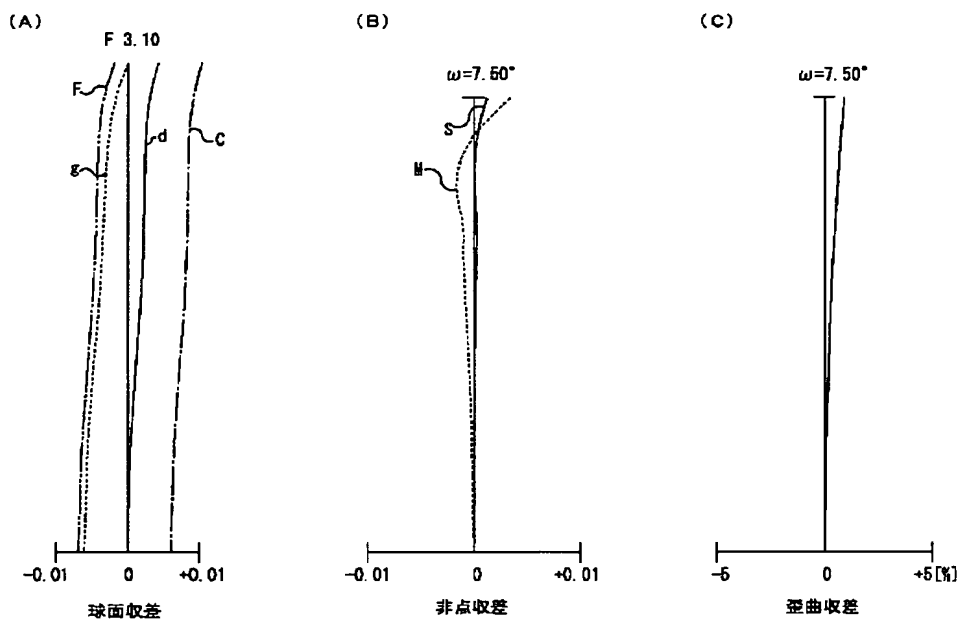 (A)
(B)
(C)
F 3.10
ω=7.60°
ω=7.50°
F
g
d
C
S
M
-0.01
0
+0.01
-0.01
0
+0.01
-5
0
+5[%]
球面収差
非点収差
歪曲収差